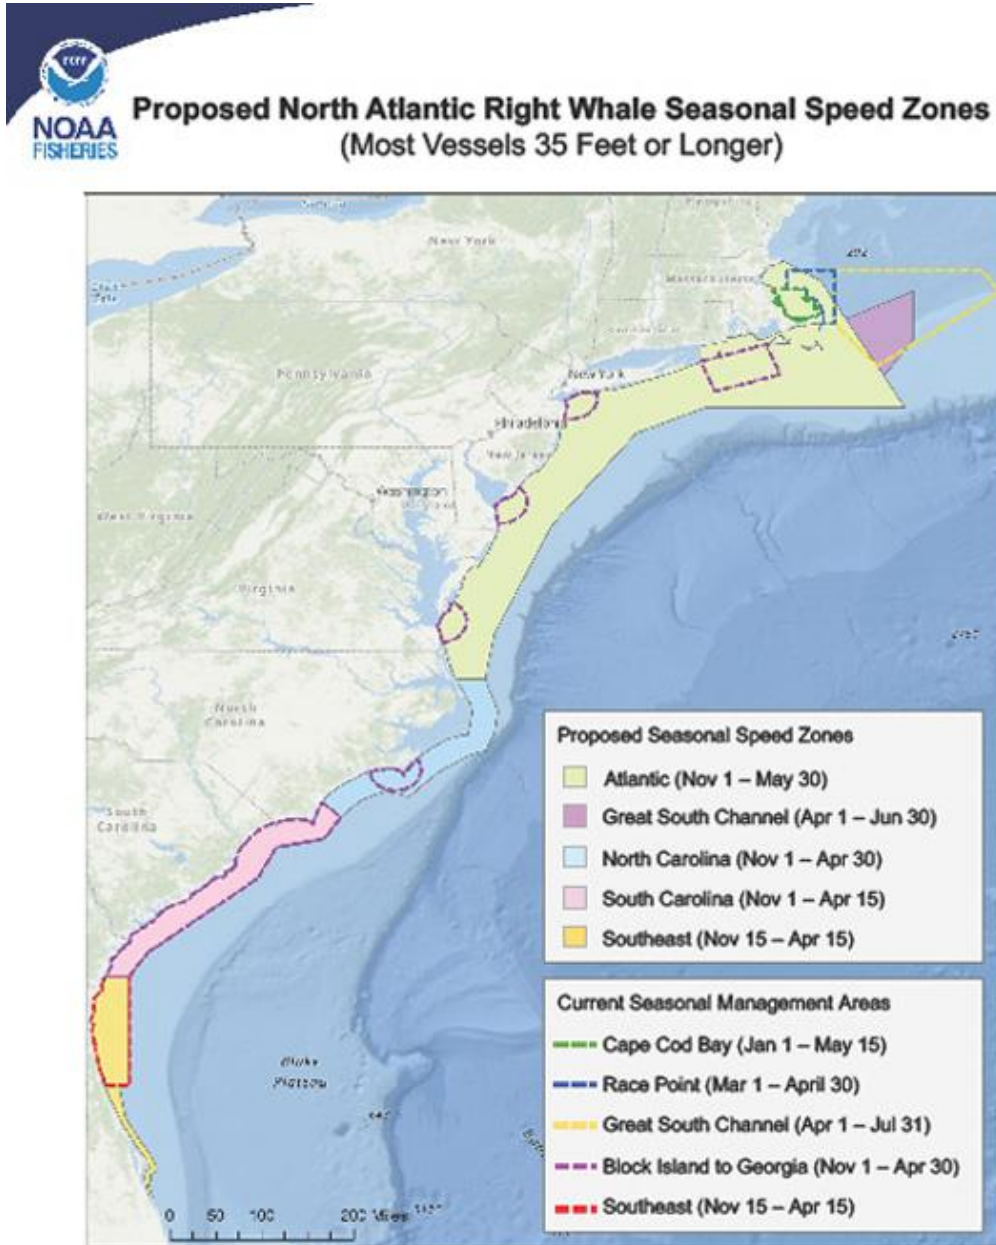 NOAA
FISHERIES
Proposed North Atlantic Right Whale Seasonal Speed Zones
(Most Vessels 35 Feet or Longer)
New York
Massachusetts
Pennsylvania
New York
Philadelphia
New Jersey
Washington
West Virginia
Virginia
North
Carolina
South
Carolina
Blake
Plateau
Proposed Seasonal Speed Zones
Atlantic (Nov 1 – May 30)
Great South Channel (Apr 1 – Jun 30)
North Carolina (Nov 1 – Apr 30)
South Carolina (Nov 1 – Apr 15)
Southeast (Nov 15 – Apr 15)
Current Seasonal Management Areas
Cape Cod Bay (Jan 1 – May 15)
Race Point (Mar 1 – April 30)
Great South Channel (Apr 1 – Jul 31)
Block Island to Georgia (Nov 1 – Apr 30)
Southeast (Nov 15 – Apr 15)
0 50 100 200 Miles